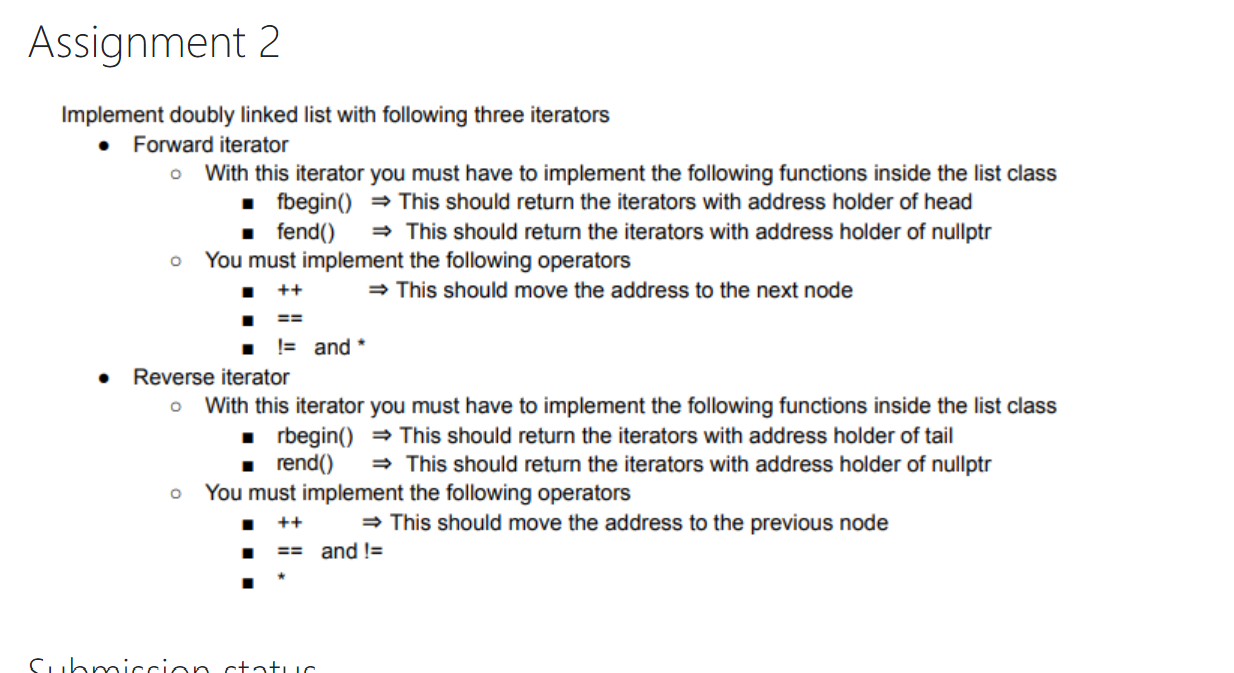 Assignment 2
Implement doubly linked list with following three iterators
● Forward iterator
○ With this iterator you must have to implement the following functions inside the list class
■ fbegin() ⇒ This should return the iterators with address holder of head
■ fend() ⇒ This should return the iterators with address holder of nullptr
○ You must implement the following operators
■ ++ ⇒ This should move the address to the next node
■ ==
■ != and *
● Reverse iterator
○ With this iterator you must have to implement the following functions inside the list class
■ rbegin() ⇒ This should return the iterators with address holder of tail
■ rend() ⇒ This should return the iterators with address holder of nullptr
○ You must implement the following operators
■ ++ ⇒ This should move the address to the previous node
■ == and !=
■ *
Submission status